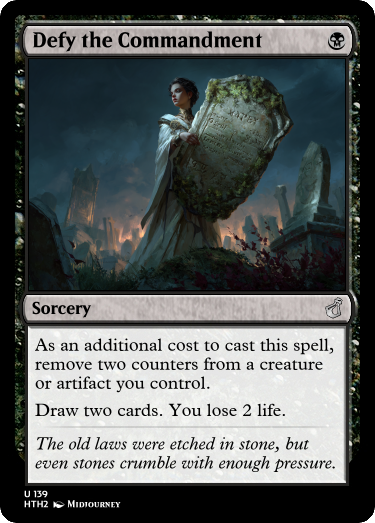 Defy the Commandment
Sorcery
As an additional cost to cast this spell,
remove two counters from a creature
or artifact you control.
Draw two cards. You lose 2 life.
The old laws were etched in stone, but
even stones crumble with enough pressure.
U 139
HTH2 Midjourney